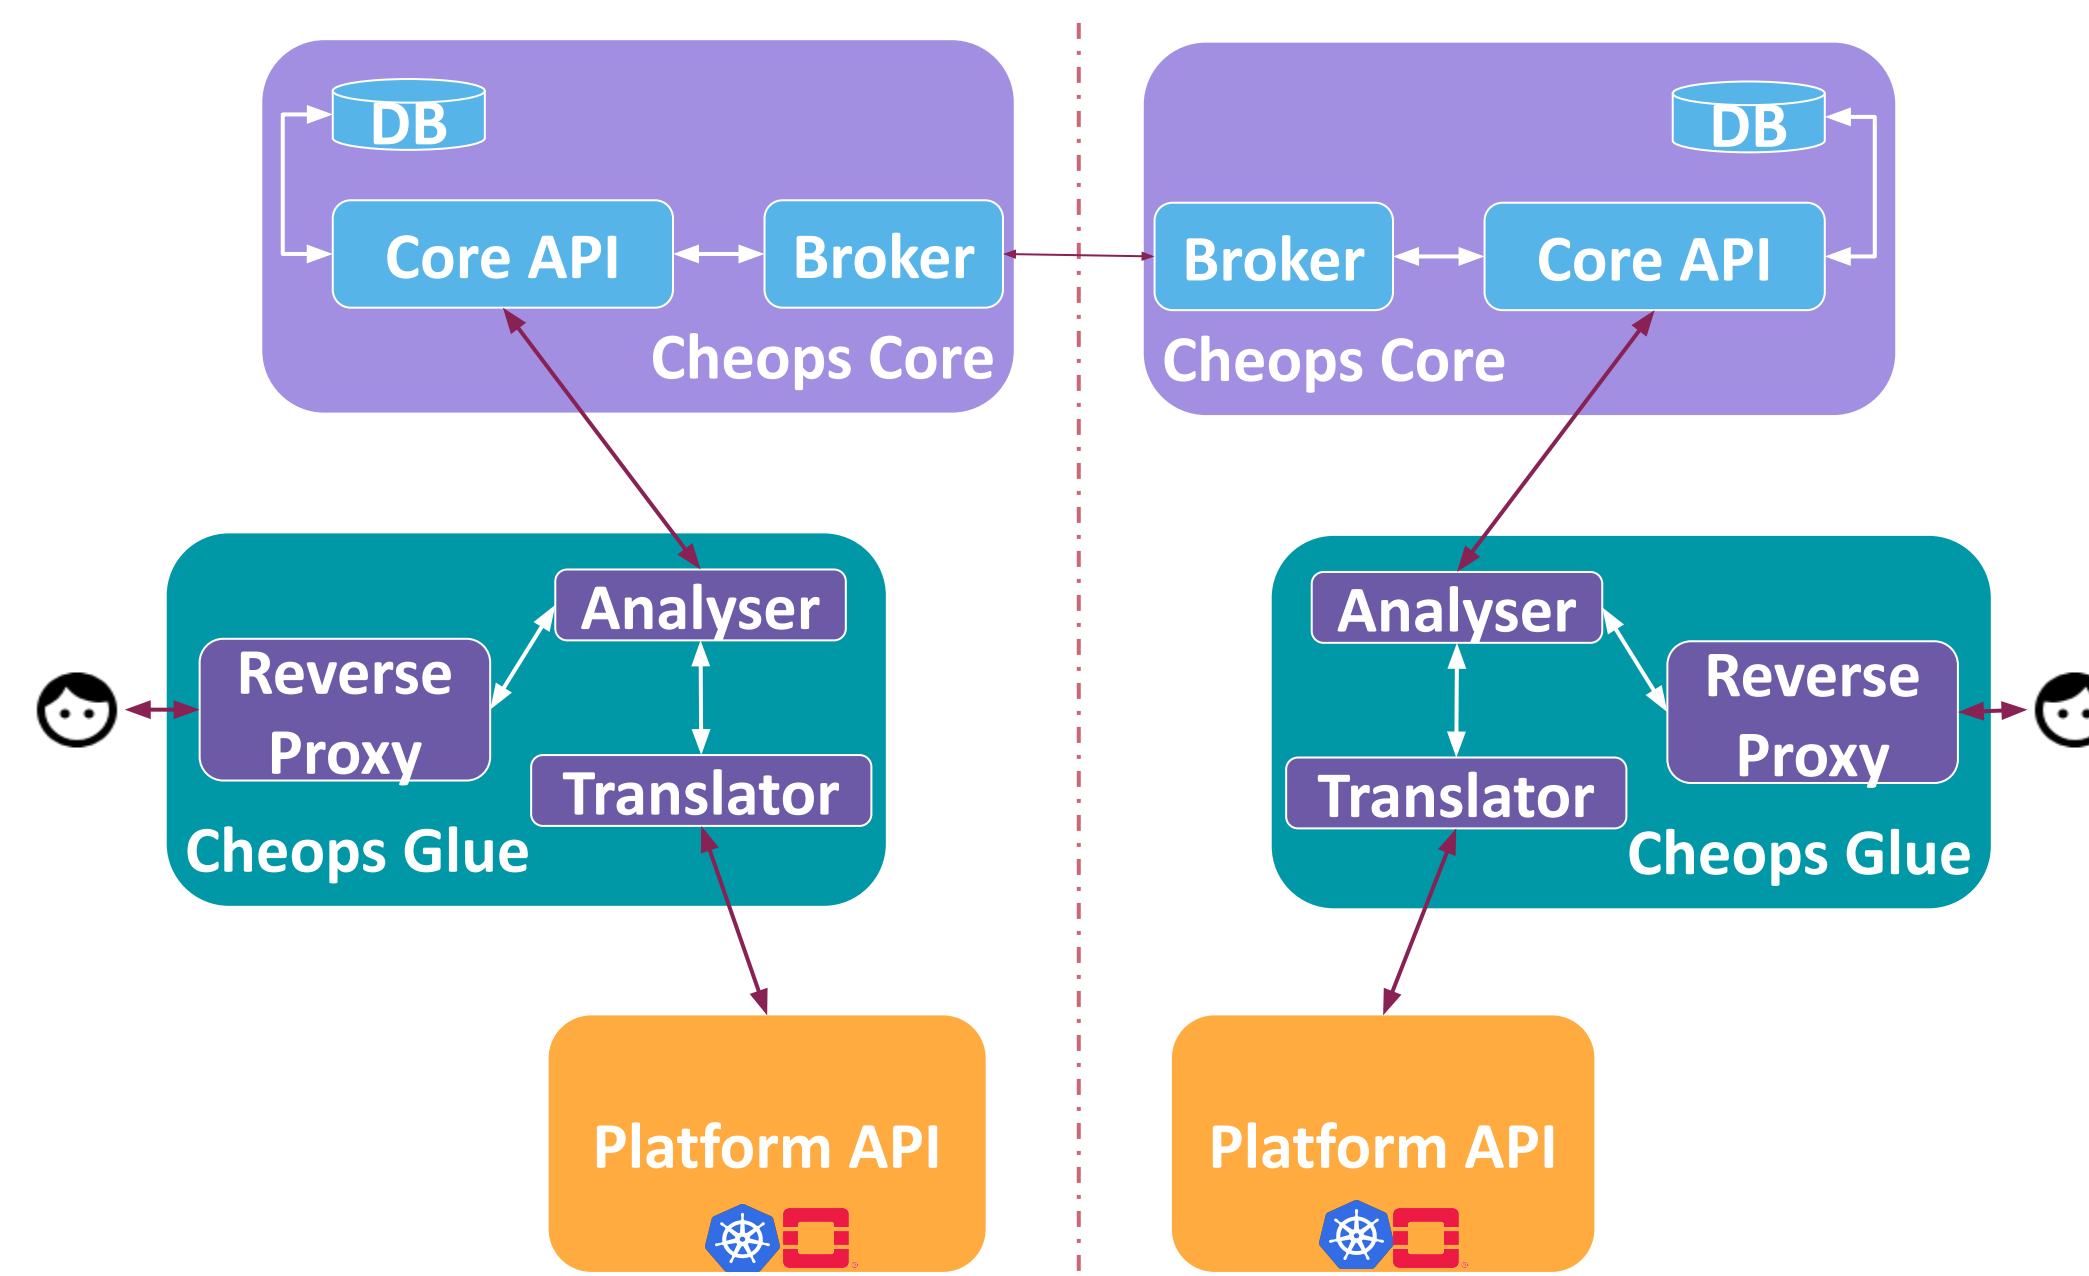 DB
Core API
Broker
Cheops Core
DB
Broker
Core API
Cheops Core
Analyser
Reverse
Proxy
Translator
Cheops Glue
Analyser
Reverse
Proxy
Translator
Cheops Glue
Platform API
Platform API